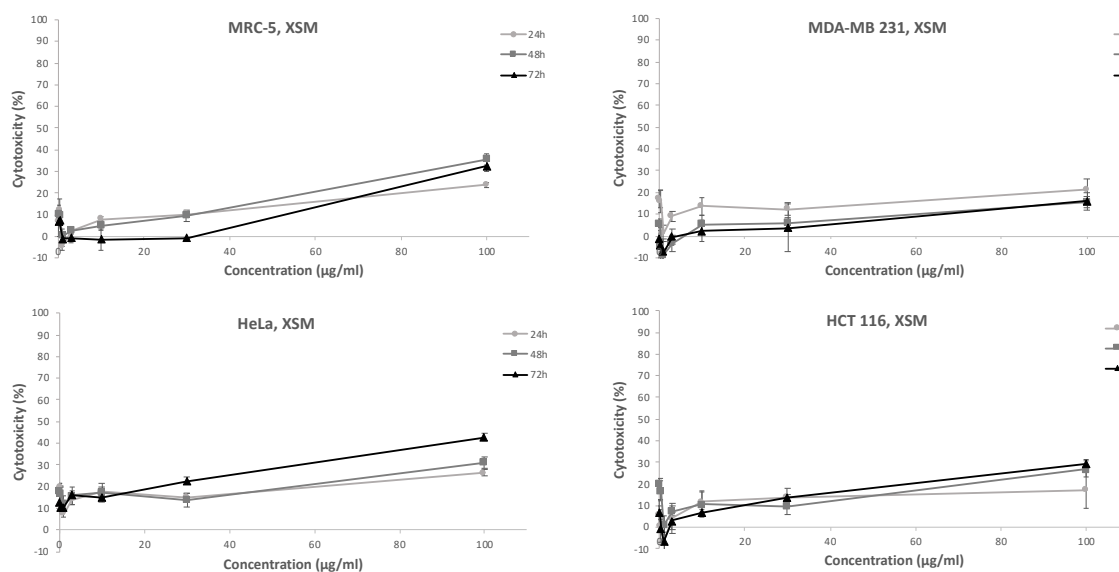 MRC-5, XSM
100
90
80
70
60
50
40
30
20
10
0
-10
Cytotoxicity (%)
0 20 40 60 80 100
Concentration (µg/ml)
24h
48h
72h
MDA-MB 231, XSM
100
90
80
70
60
50
40
30
20
10
0
-10
Cytotoxicity (%)
0 20 40 60 80 100
Concentration (µg/ml)
HeLa, XSM
100
90
80
70
60
50
40
30
20
10
0
-10
Cytotoxicity (%)
0 20 40 60 80 100
Concentration (µg/ml)
24h
48h
72h
HCT 116, XSM
100
90
80
70
60
50
40
30
20
10
0
-10
Cytotoxicity (%)
0 20 40 60 80 100
Concentration (µg/ml)